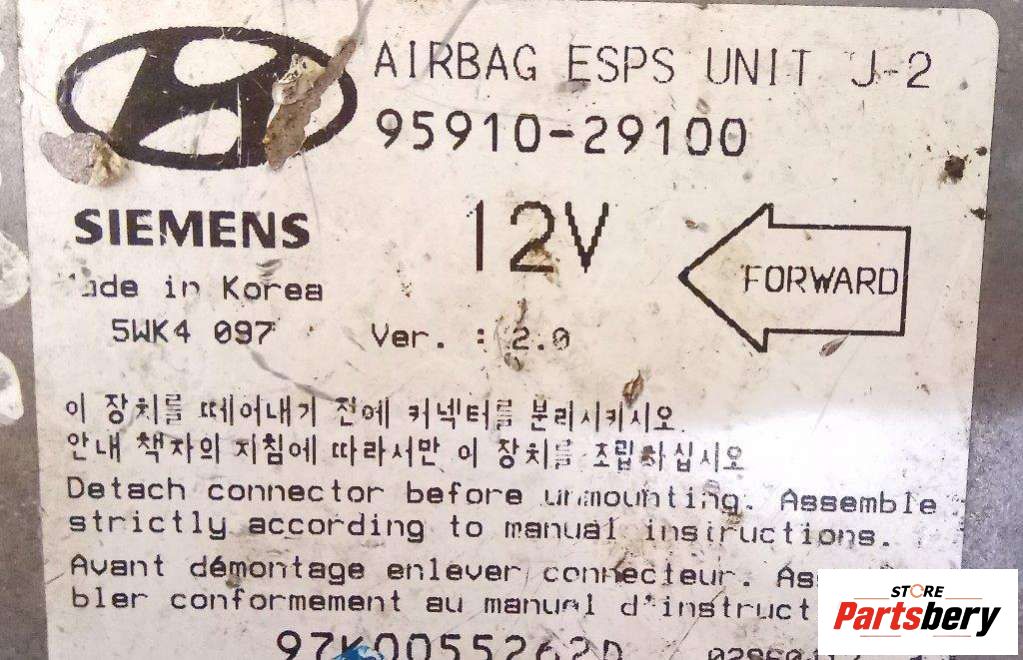 AIRBAG ESPS UNIT J-2
95910-29100
SIEMENS
12V
FORWARD
Made in Korea
5WK4 097
Ver. : 2.0
이 장치를 떼어내기 전에 커넥터를 분리시키시오
안내 책자의 지침에 따라서만 이 장치를 조립하십시오
Detach connector before unmounting. Assemble
strictly according to manual instructions.
Avant démontage enlever connecteur.
bler conformement au manual d'instruct
STORE
Partsbery